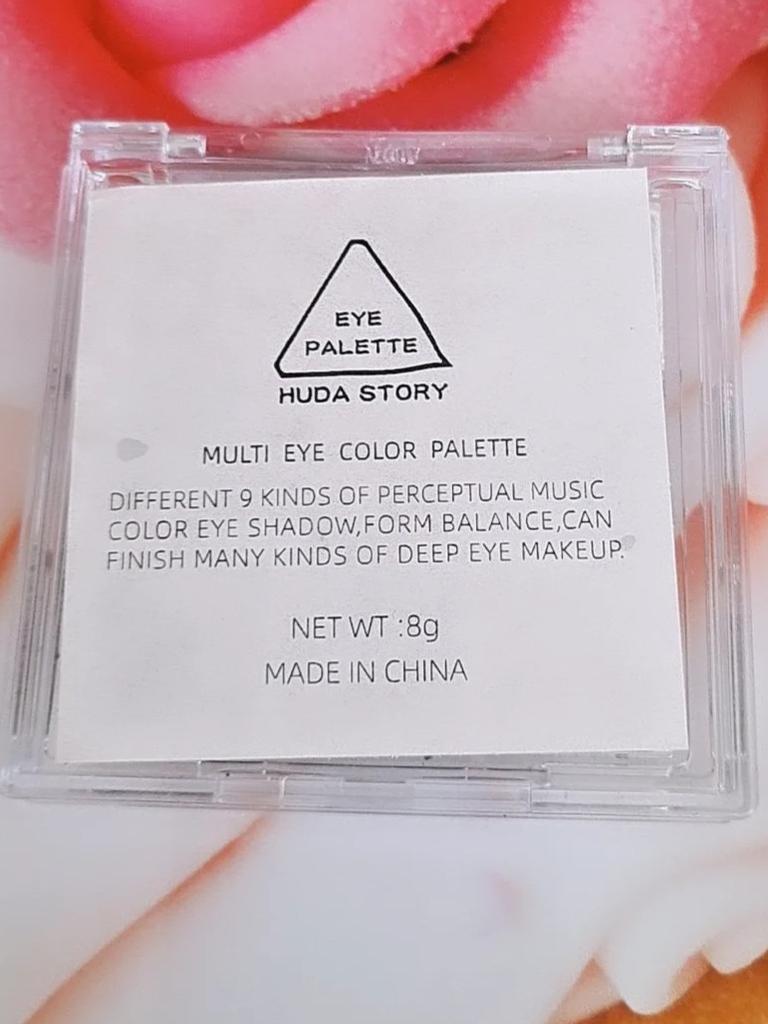 EYE
PALETTE
HUDA STORY
MULTI EYE COLOR PALETTE
DIFFERENT 9 KINDS OF PERCEPTUAL MUSIC
COLOR EYE SHADOW,FORM BALANCE,CAN
FINISH MANY KINDS OF DEEP EYE MAKEUP.
NET WT :8g
MADE IN CHINA